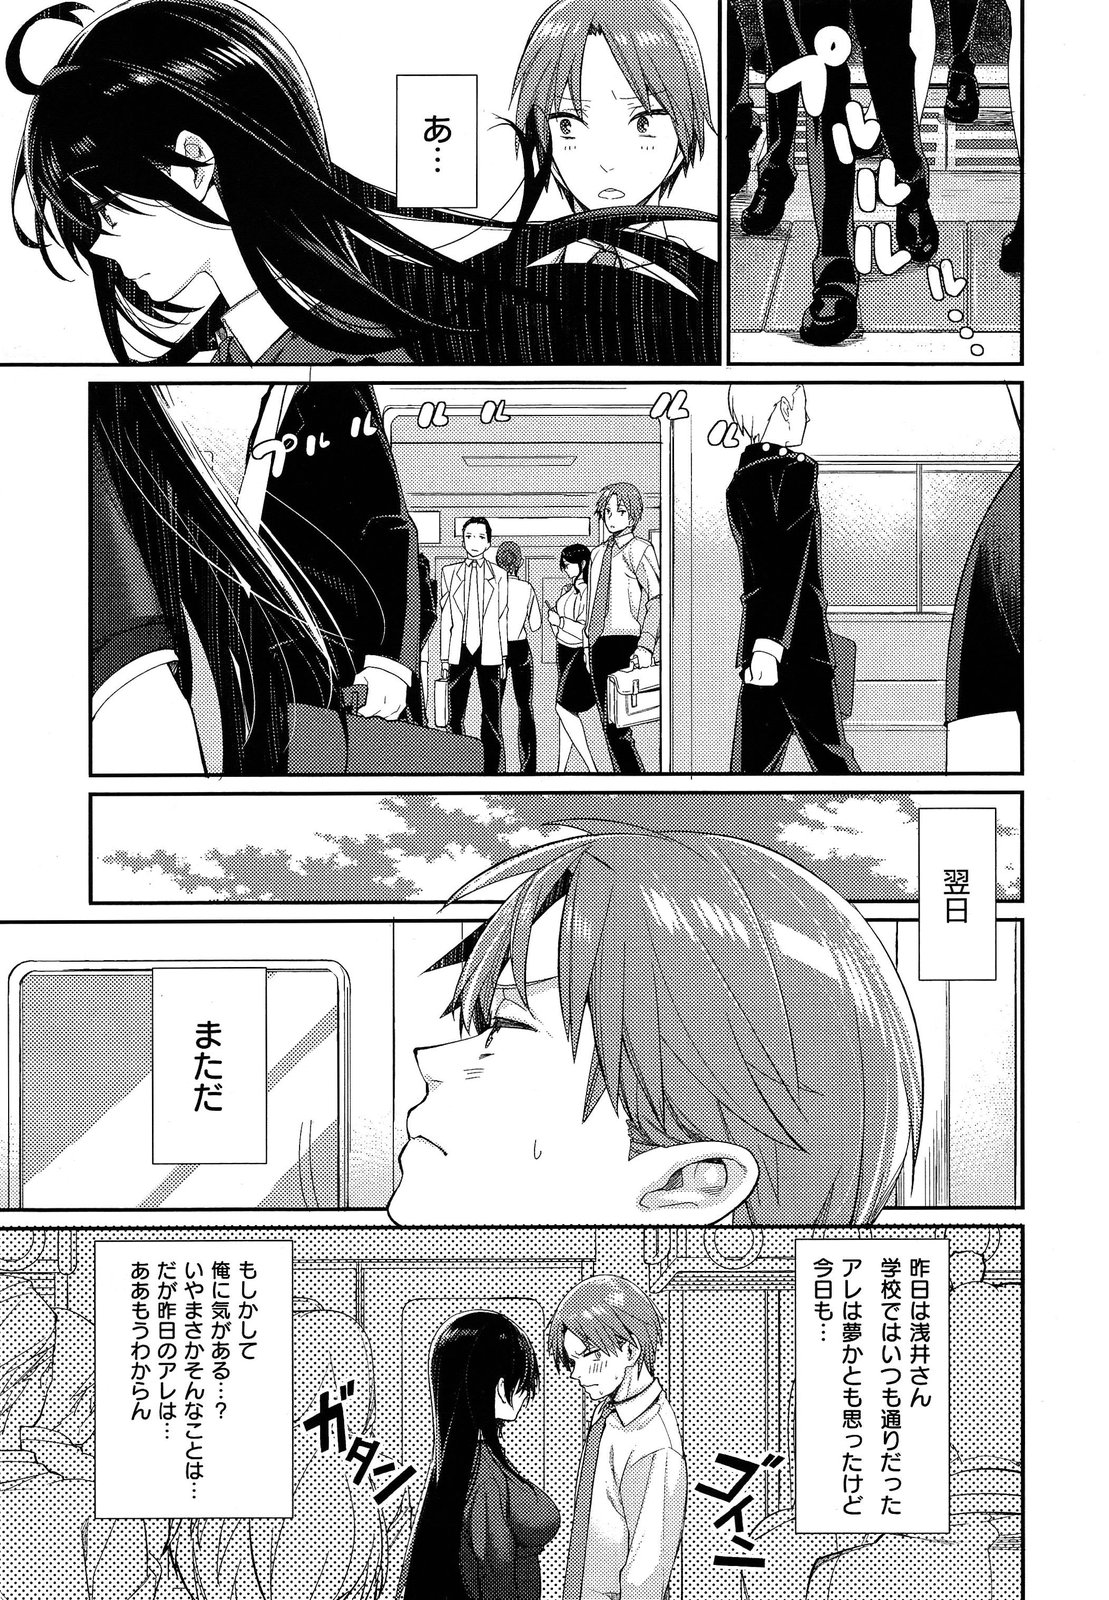 プルルルル
あ…
プルルルルル
翌日
まだ
昨日は浅井さん
学校ではいつも通りだった
アレは夢かとも思ったけど
今日も…
ゴイン
ガタン
もしかして
俺に気がある…？
いやまさかそんなことは…
だが昨日のアレは…
ああもうわからん